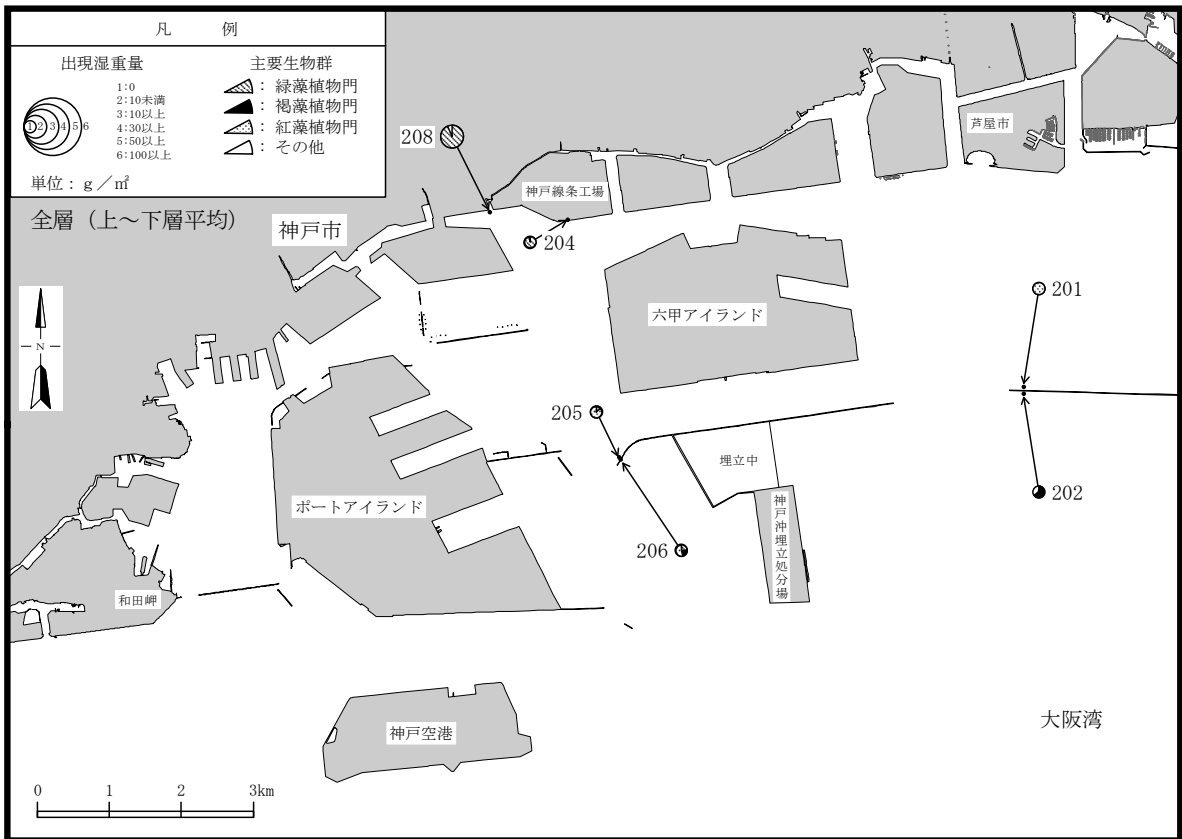 凡　　例
出現湿重量
1:0
2:10未満
3:10以上
4:30以上
5:50以上
6:100以上
1 2 3 4 5 6
単位：g／㎡
主要生物群
：緑藻植物門
：褐藻植物門
：紅藻植物門
：その他
全層（上～下層平均）
神戸市
208
神戸線条工場
204
芦屋市
201
六甲アイランド
N
205
埋立中
202
ポートアイランド
神戸沖埋立処分場
206
和田岬
神戸空港
大阪湾
0 1 2 3km